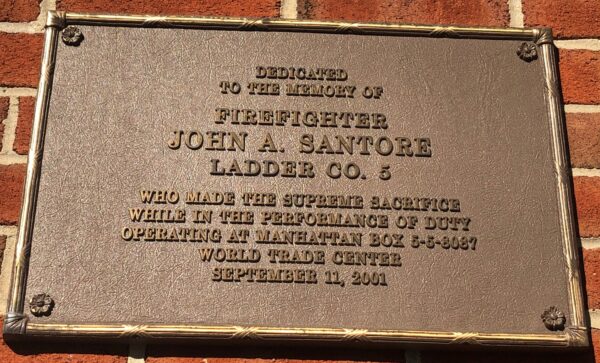 DEDICATED
TO THE MEMORY OF
FIREFIGHTER
JOHN A. SANTORE
LADDER CO. 5
WHO MADE THE SUPREME SACRIFICE
WHILE IN THE PERFORMANCE OF DUTY
OPERATING AT MANHATTAN BOX 5-5-8087
WORLD TRADE CENTER
SEPTEMBER 11, 2001